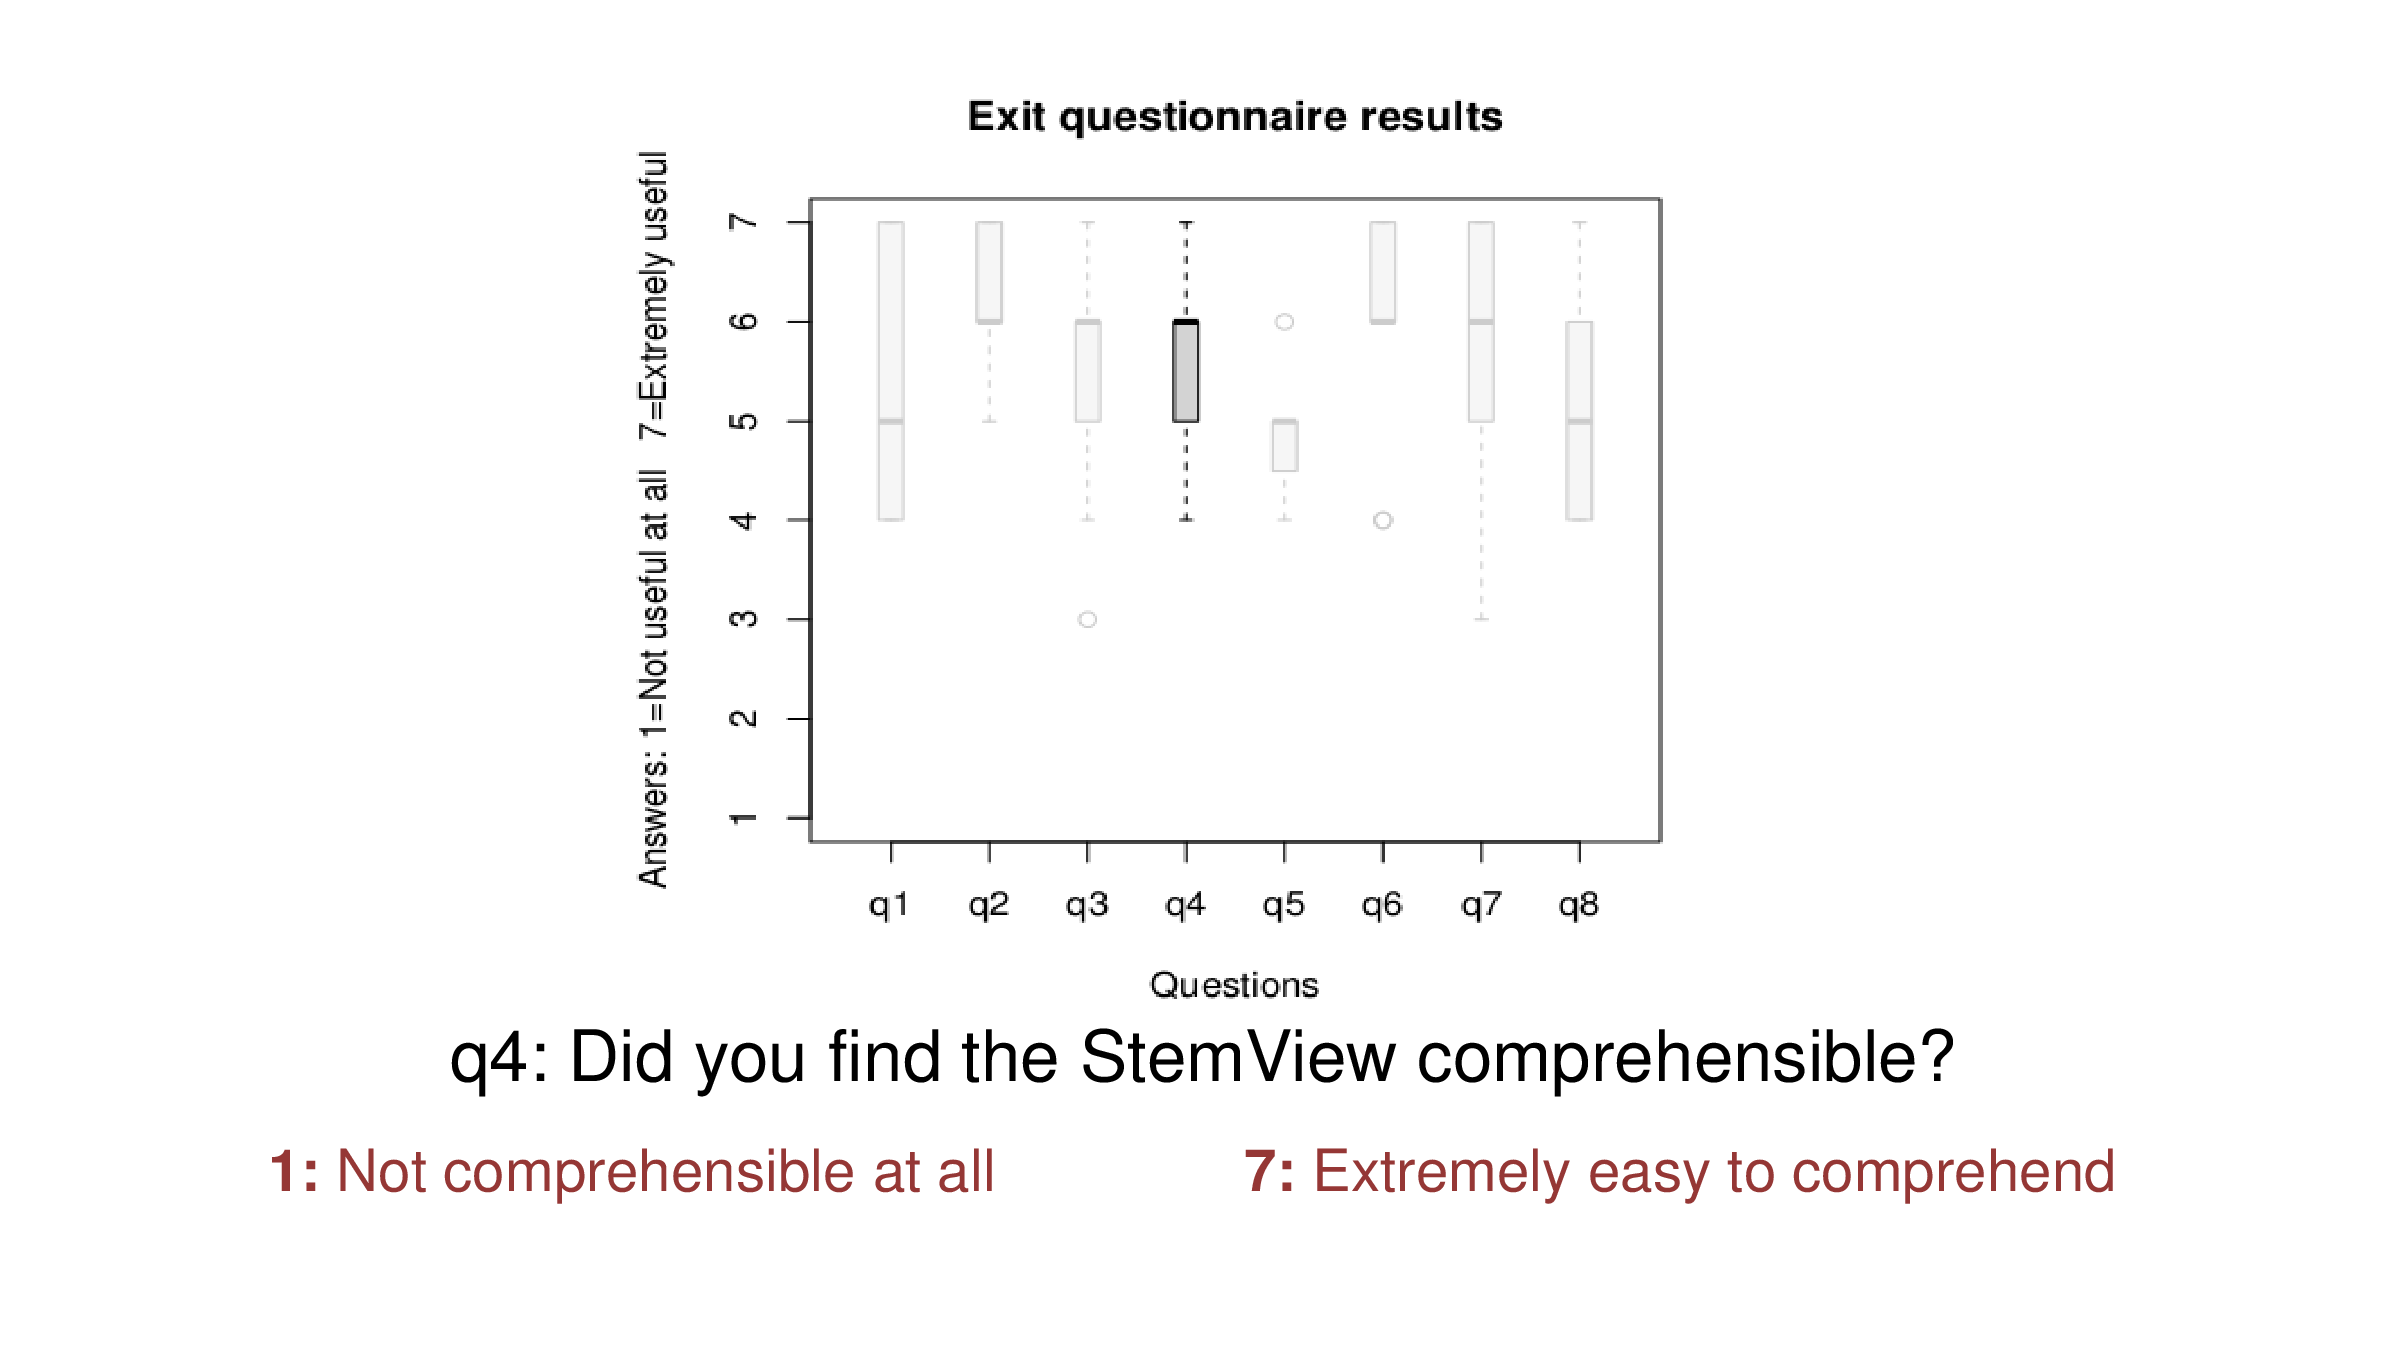 Exit questionnaire results
Answers: 1=Not useful at all   7=Extremely useful
7
6
5
4
3
2
1
q1 q2 q3 q4 q5 q6 q7 q8
Questions
q4: Did you find the StemView comprehensible?
1: Not comprehensible at all
7: Extremely easy to comprehend